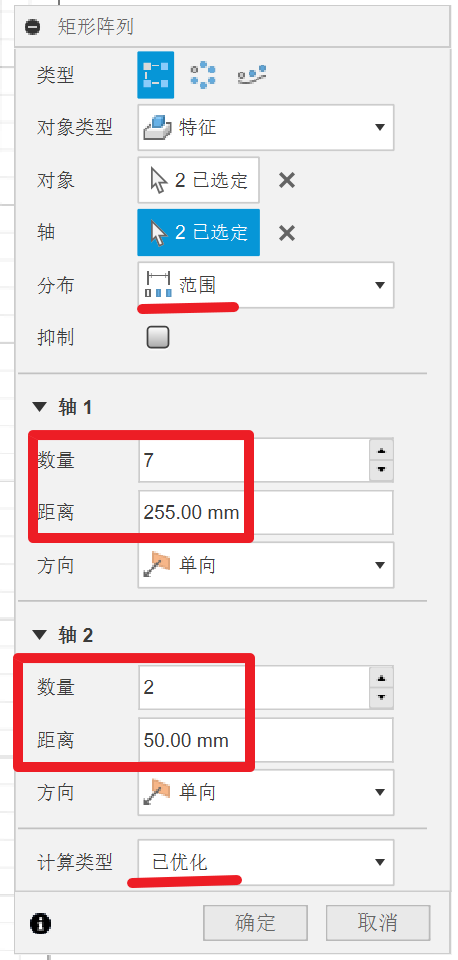 矩形阵列
类型
对象类型 特征
对象 2 已选定
轴 2 已选定
分布 范围
抑制
轴 1
数量 7
距离 255.00 mm
方向 单向
轴 2
数量 2
距离 50.00 mm
方向 单向
计算类型 已优化
确定 取消